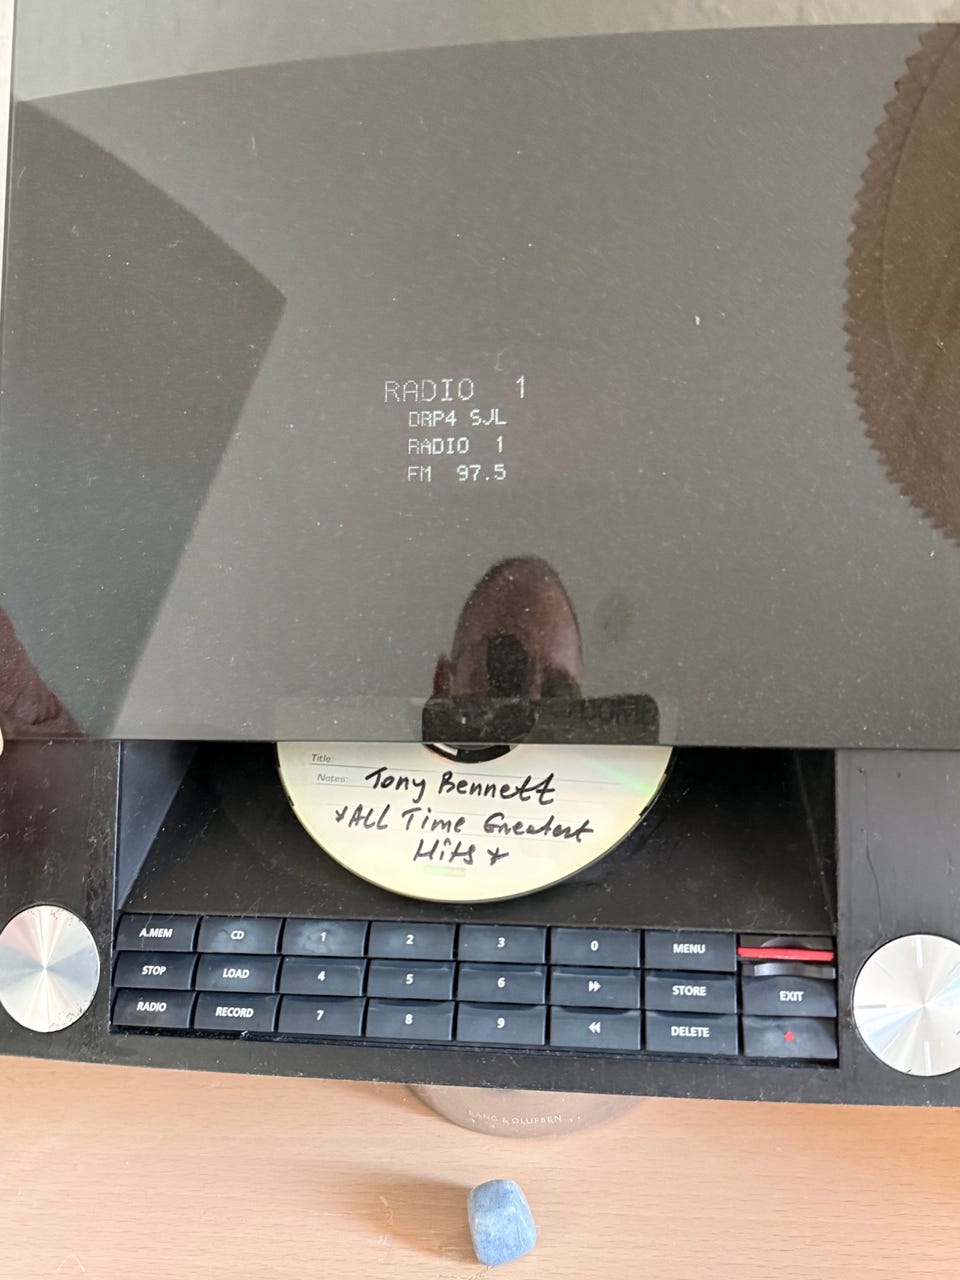 RADIO 1
DRP4 SJL
RADIO 1
FM 97.5
Title:
Notes: Tony Bennett
*ALL Time Greatest
Hits *
A.MEM CD 1 2 3 0 MENU
STOP LOAD 4 5 6 STORE EXIT
RADIO RECORD 7 8 9 DELETE
BANG & OLUFSEN